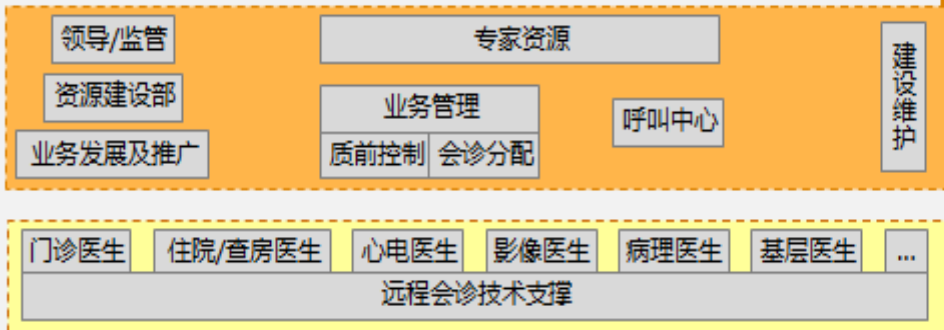 领导/监管
专家资源
建设维护
资源建设部
业务管理
呼叫中心
业务发展及推广
质前控制
会诊分配
门诊医生
住院/查房医生
心电医生
影像医生
病理医生
基层医生
...
远程会诊技术支撑